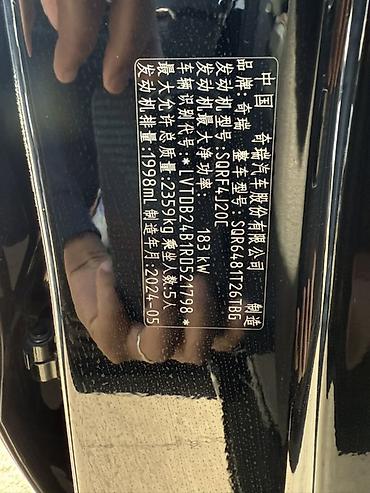 中国 奇瑞汽车股份有限公司 制造
品牌:奇瑞 整车型号:SQR6481T26TBG
发动机型号:SQRF4J20C
发动机最大净功率: 183 kW
车辆识别代号:*LVTDB24B1RD521798*
最大允许总质量:2359kg 乘坐人数:5人
发动机排量:1998mL 制造年月:2024-05